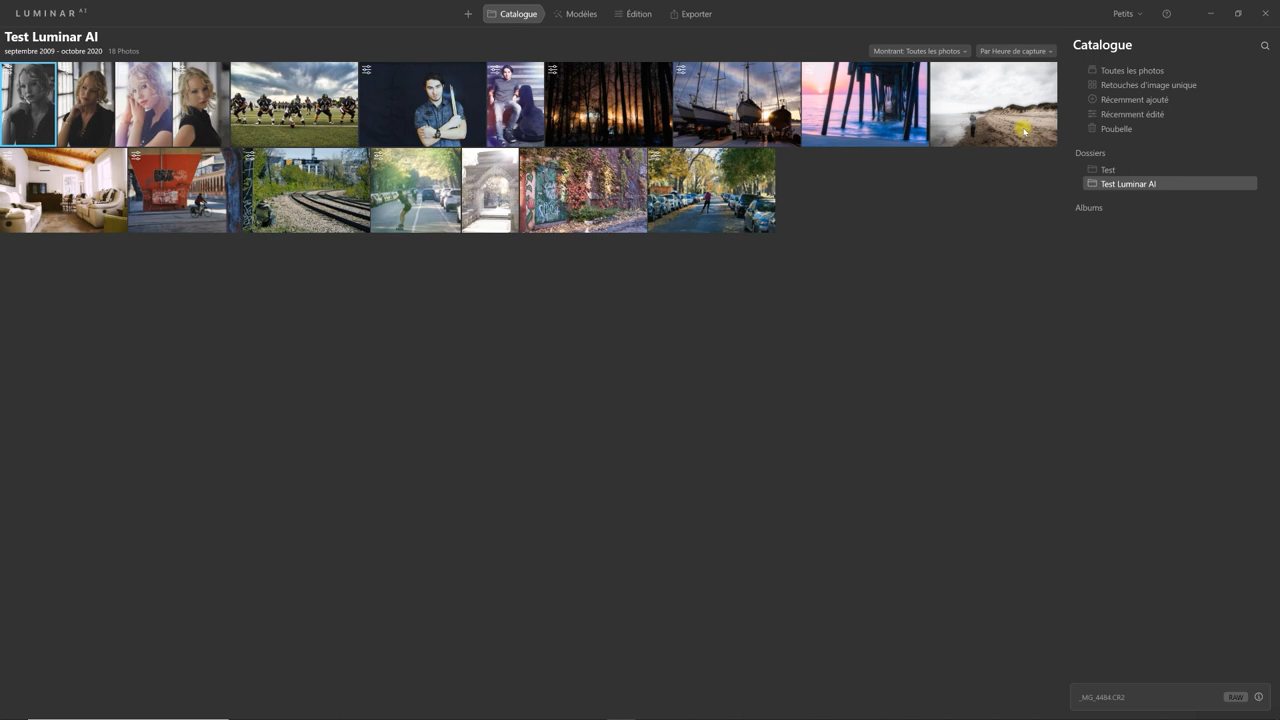 LUMINAR AI
Catalogue
Modèles
Édition
Exporter
Petits
Test Luminar AI
septembre 2009 - octobre 2020 18 Photos
Montrant: Toutes les photos
Par Heure de capture
Catalogue
Toutes les photos
Retouches d'image unique
Récemment ajouté
Récemment édité
Poubelle
Dossiers
Test
Test Luminar AI
Albums
_MG_4484.CR2
RAW